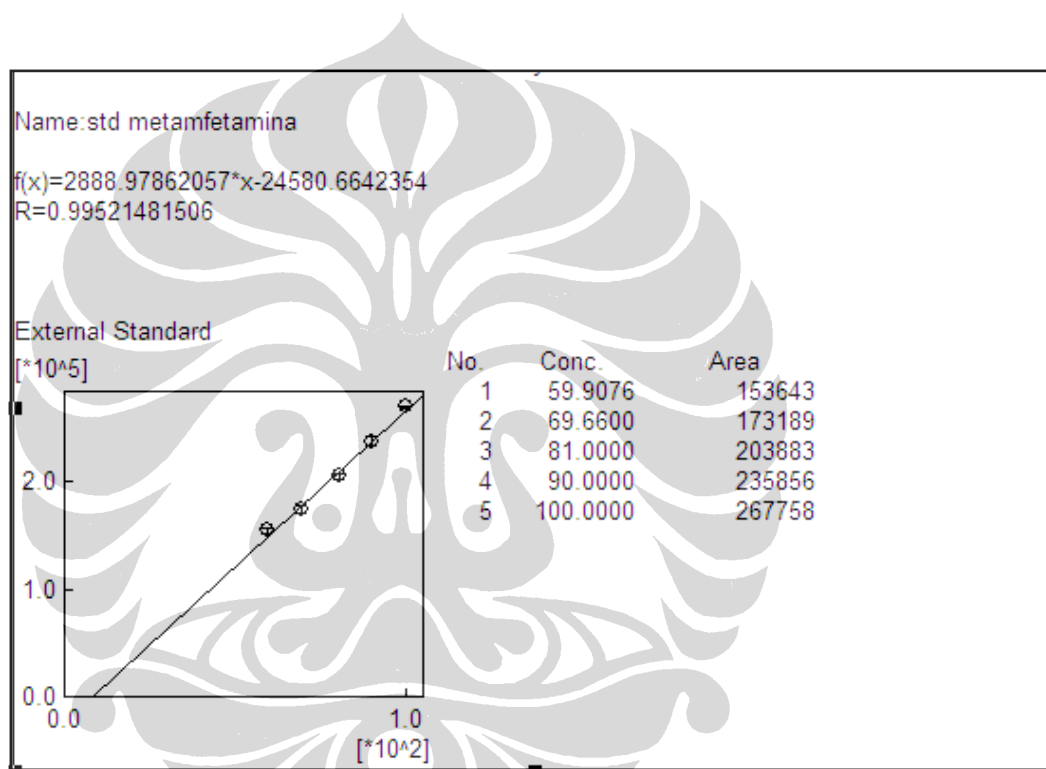 Name:std metamfetamina
f(x)=2888.97862057*x-24580.6642354
R=0.99521481506
External Standard
[*10^5]
2.0
1.0
0.0
0.0 1.0
[*10^2]
No. Conc. Area
1 59.9076 153643
2 69.6600 173189
3 81.0000 203883
4 90.0000 235856
5 100.0000 267758